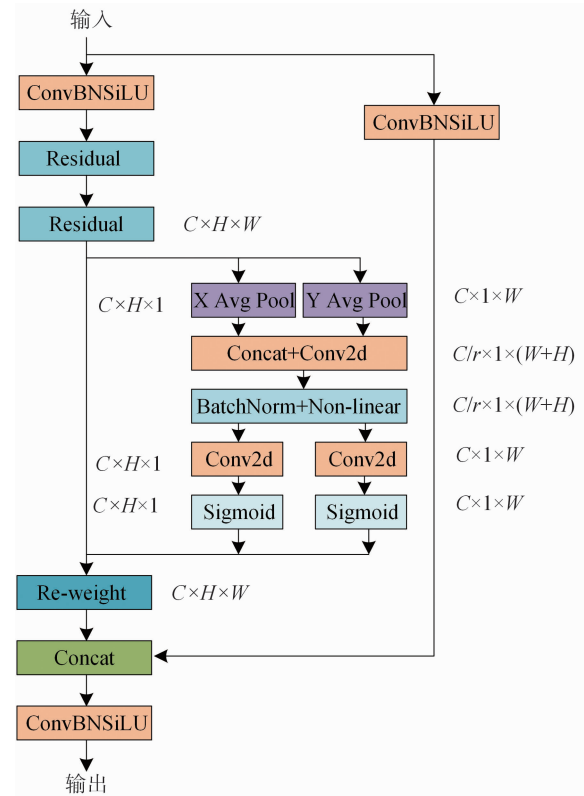 输入
ConvBNSiLU
ConvBNSiLU
Residual
Residual
C×H×W
C×H×1
X Avg Pool
Y Avg Pool
C×1×W
Concat+Conv2d
C/r×1×(W+H)
BatchNorm+Non-linear
C/r×1×(W+H)
C×H×1
Conv2d
Conv2d
C×1×W
C×H×1
Sigmoid
Sigmoid
C×1×W
Re-weight
C×H×W
Concat
ConvBNSiLU
输出